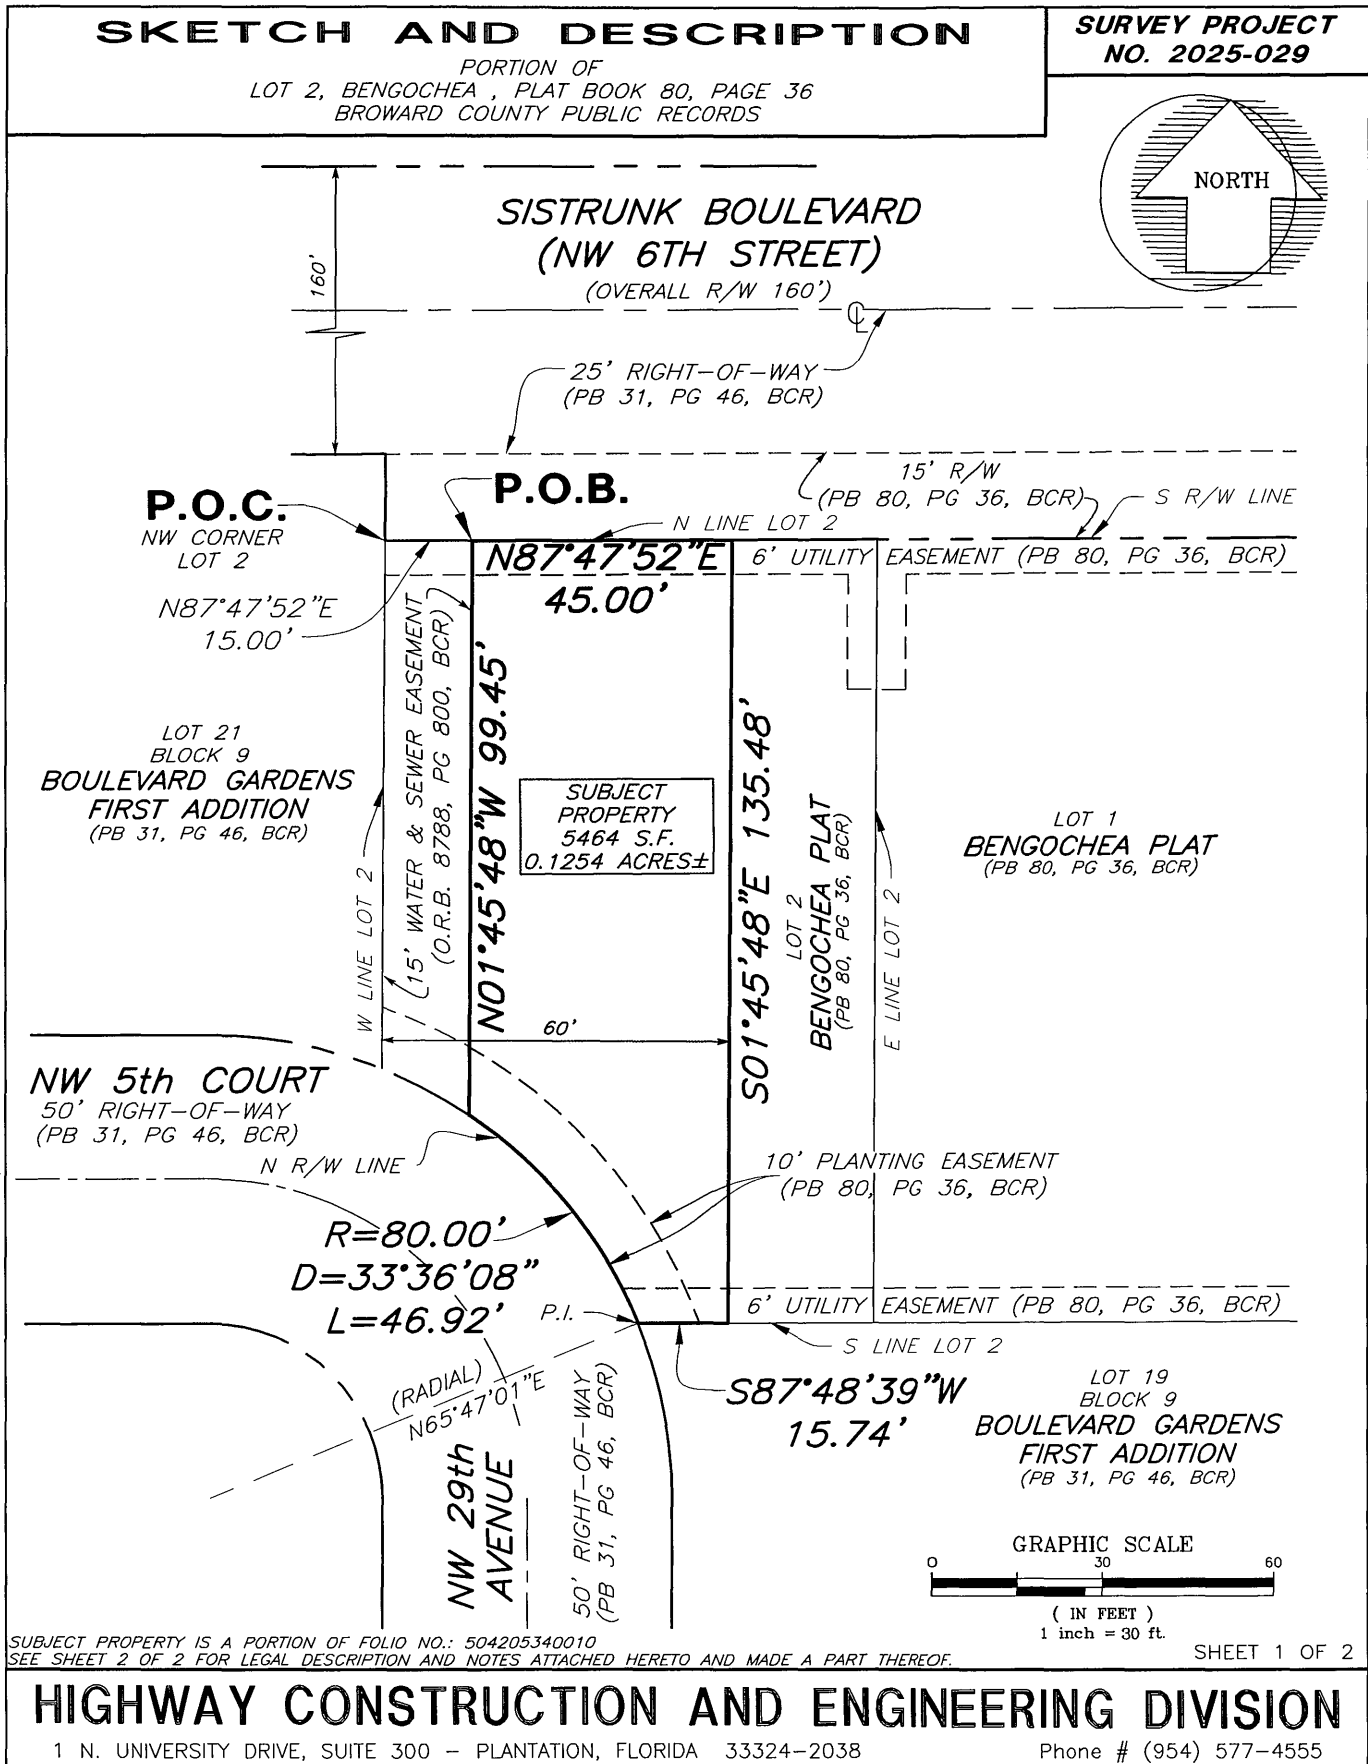 SKETCH AND DESCRIPTION
PORTION OF
LOT 2, BENGOCHEA , PLAT BOOK 80, PAGE 36
BROWARD COUNTY PUBLIC RECORDS
SURVEY PROJECT
NO. 2025-029
NORTH
160'
SISTRUNK BOULEVARD
(NW 6TH STREET)
(OVERALL R/W 160')
CL
25' RIGHT-OF-WAY
(PB 31, PG 46, BCR)
15' R/W
(PB 80, PG 36, BCR)
S R/W LINE
P.O.C.
NW CORNER
LOT 2
P.O.B.
N LINE LOT 2
N87°47'52"E
45.00'
6' UTILITY EASEMENT (PB 80, PG 36, BCR)
N87°47'52"E
15.00'
15' WATER & SEWER EASEMENT
(O.R.B. 8788, PG 800, BCR)
N01°45'48"W 99.45'
LOT 21
BLOCK 9
BOULEVARD GARDENS
FIRST ADDITION
(PB 31, PG 46, BCR)
W LINE LOT 2
SUBJECT
PROPERTY
5464 S.F.
0.1254 ACRES±
S01°45'48"E 135.48'
LOT 2
BENGOCHEA PLAT
(PB 80, PG 36, BCR)
E LINE LOT 2
LOT 1
BENGOCHEA PLAT
(PB 80, PG 36, BCR)
60'
NW 5th COURT
50' RIGHT-OF-WAY
(PB 31, PG 46, BCR)
N R/W LINE
10' PLANTING EASEMENT
(PB 80, PG 36, BCR)
R=80.00'
D=33°36'08"
L=46.92'
P.I.
6' UTILITY EASEMENT (PB 80, PG 36, BCR)
S LINE LOT 2
(RADIAL)
N65°47'01"E
S87°48'39"W
15.74'
LOT 19
BLOCK 9
BOULEVARD GARDENS
FIRST ADDITION
(PB 31, PG 46, BCR)
NW 29th
AVENUE
50' RIGHT-OF-WAY
(PB 31, PG 46, BCR)
GRAPHIC SCALE
0 30 60
( IN FEET )
1 inch = 30 ft.
SUBJECT PROPERTY IS A PORTION OF FOLIO NO.: 504205340010
SEE SHEET 2 OF 2 FOR LEGAL DESCRIPTION AND NOTES ATTACHED HERETO AND MADE A PART THEREOF.
SHEET 1 OF 2
HIGHWAY CONSTRUCTION AND ENGINEERING DIVISION
1 N. UNIVERSITY DRIVE, SUITE 300 - PLANTATION, FLORIDA 33324-2038
Phone # (954) 577-4555